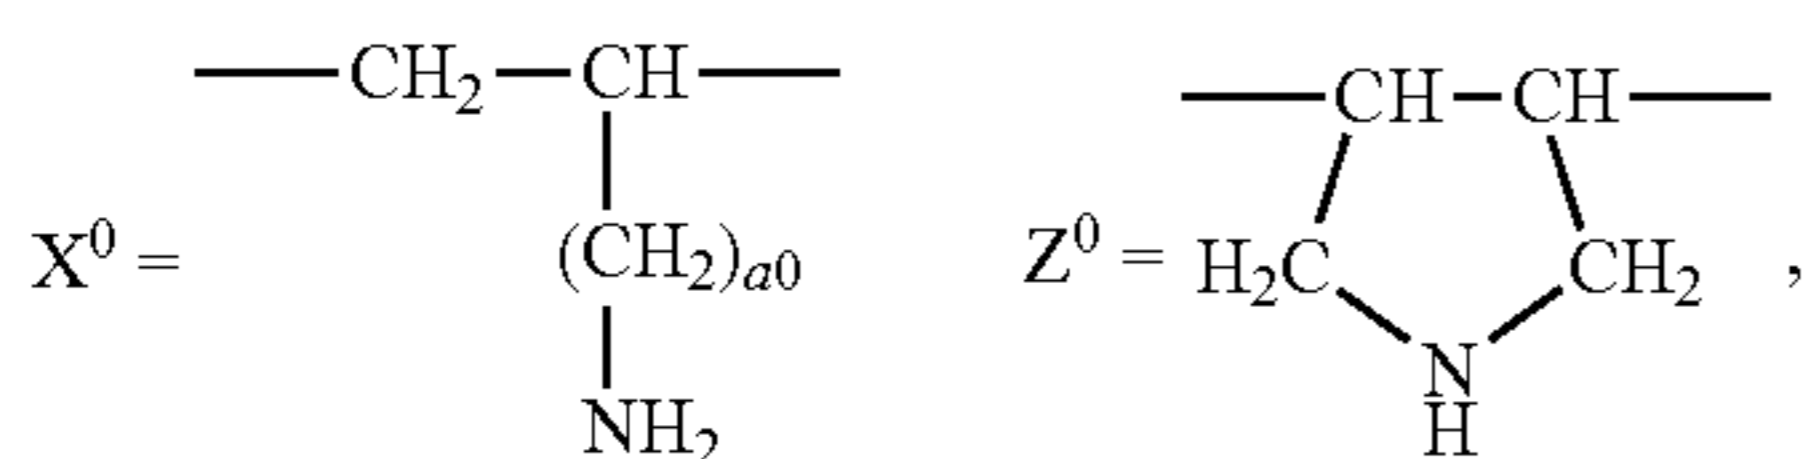 —CH₂—CH— —CH—CH—
X⁰ = (CH₂)ₐ₀ Z⁰ = H₂C CH₂ ,
NH₂ N
H